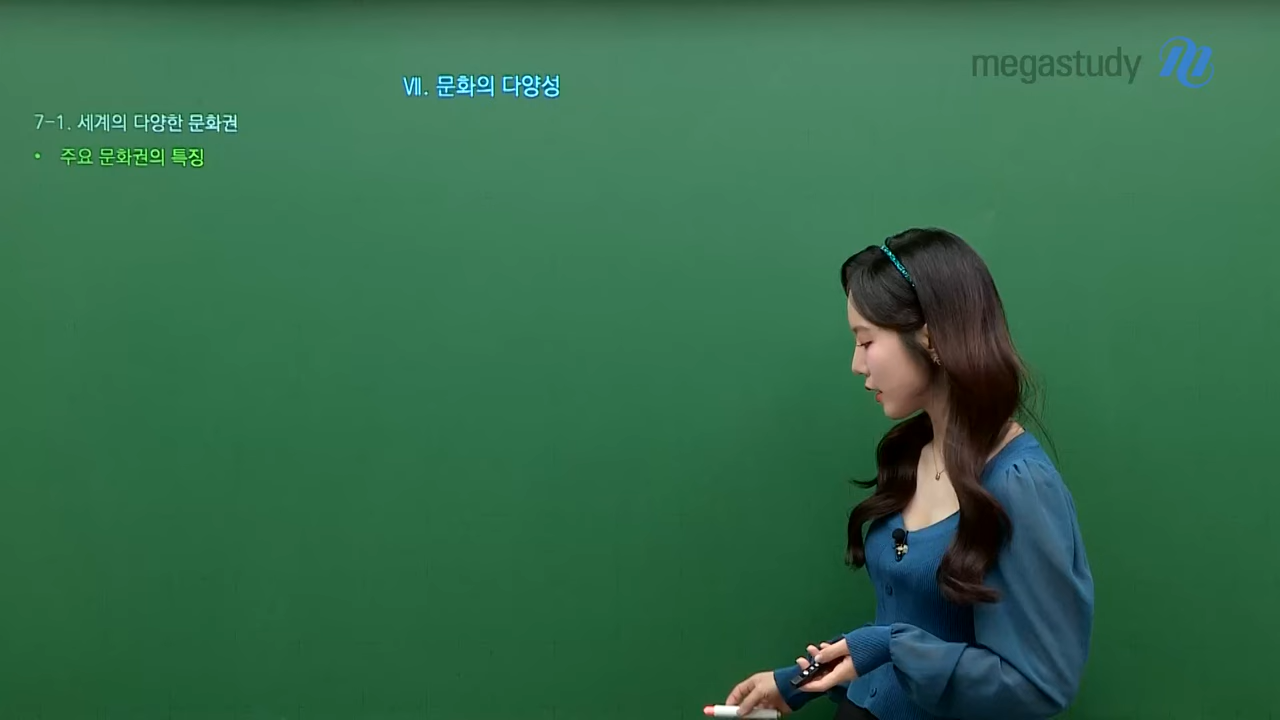 megastudy
Ⅶ. 문화의 다양성
7-1. 세계의 다양한 문화권
• 주요 문화권의 특징